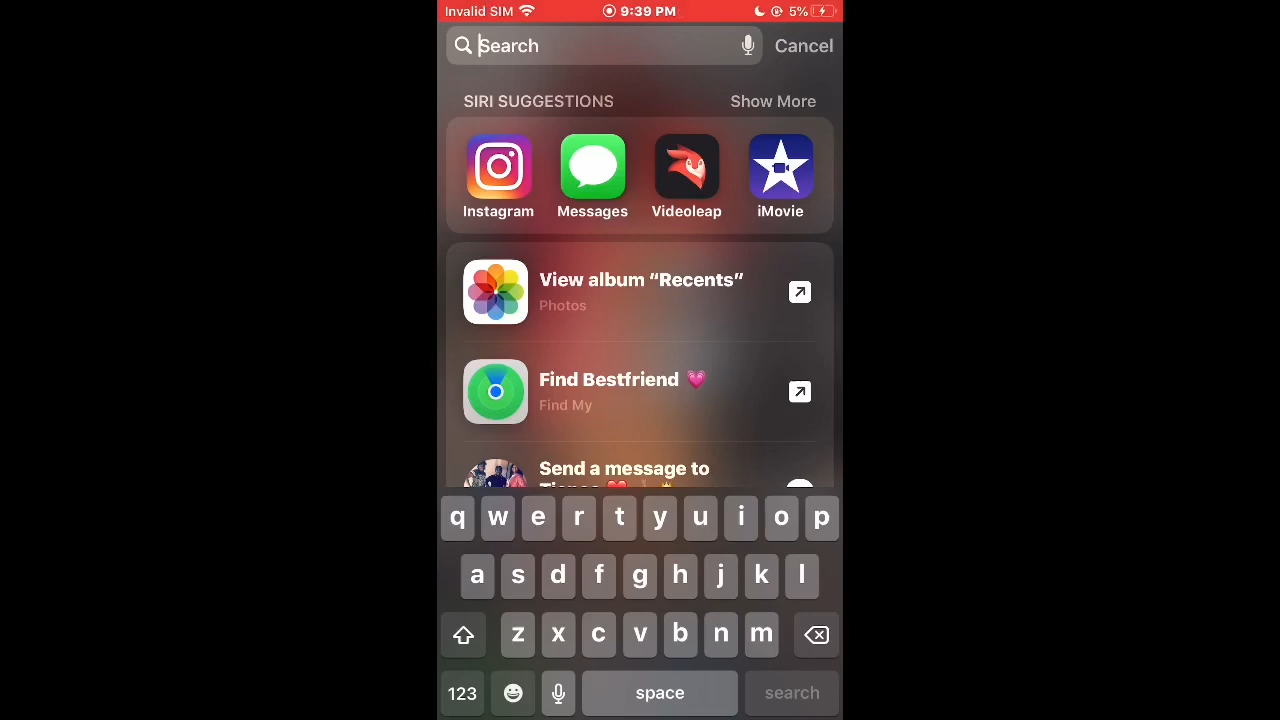 Invalid SIM 9:39 PM 5%
Search Cancel
SIRI SUGGESTIONS Show More
Instagram Messages Videoleap iMovie
View album “Recents”
Photos
Find Bestfriend 💗
Find My
Send a message to
q w e r t y u i o p
a s d f g h j k l
z x c v b n m
123 space search